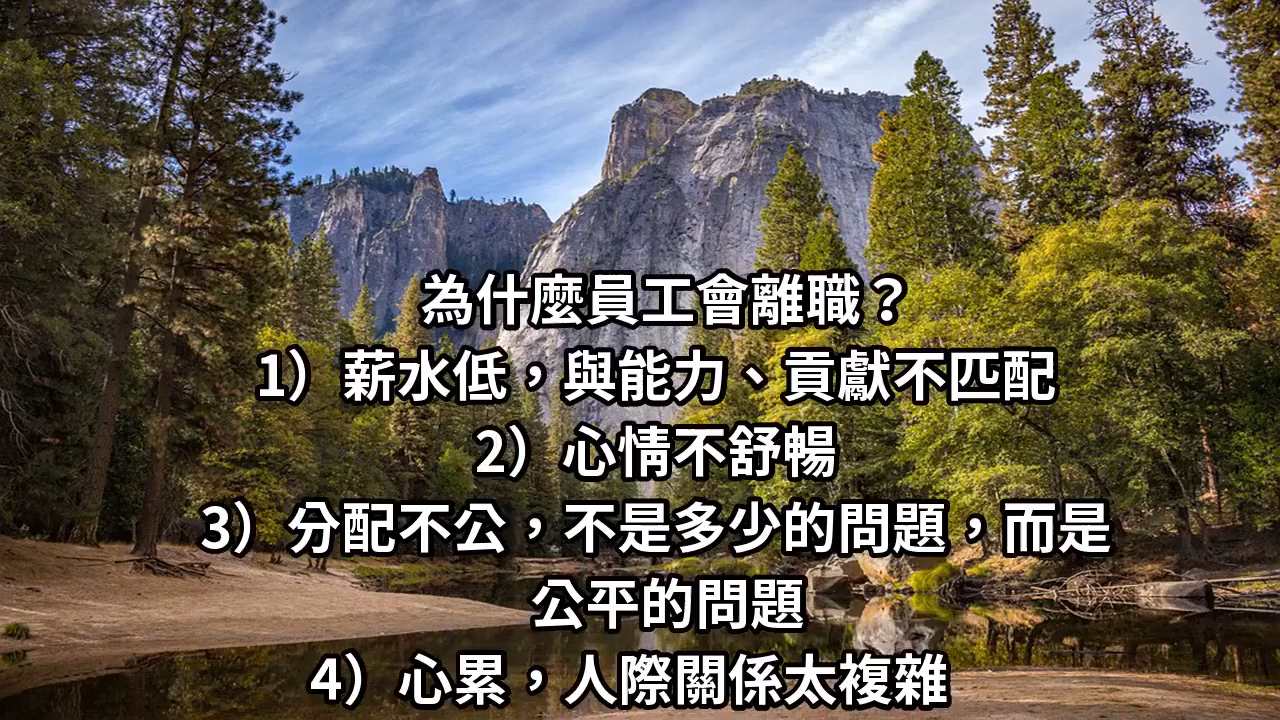 為什麼員工會離職？
1）薪水低，與能力、貢獻不匹配
2）心情不舒暢
3）分配不公，不是多少的問題，而是
公平的問題
4）心累，人際關係太複雜